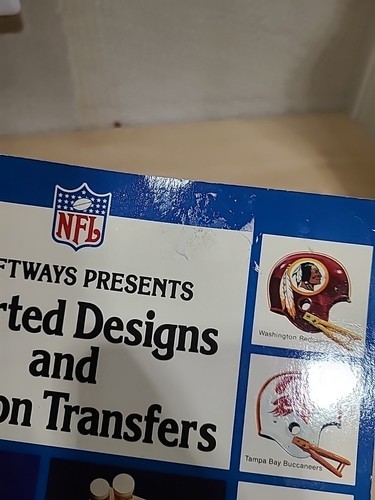 NFL
FTWAYS PRESENTS
rted Designs
and
on Transfers
Washington Red
Tampa Bay Buccaneers